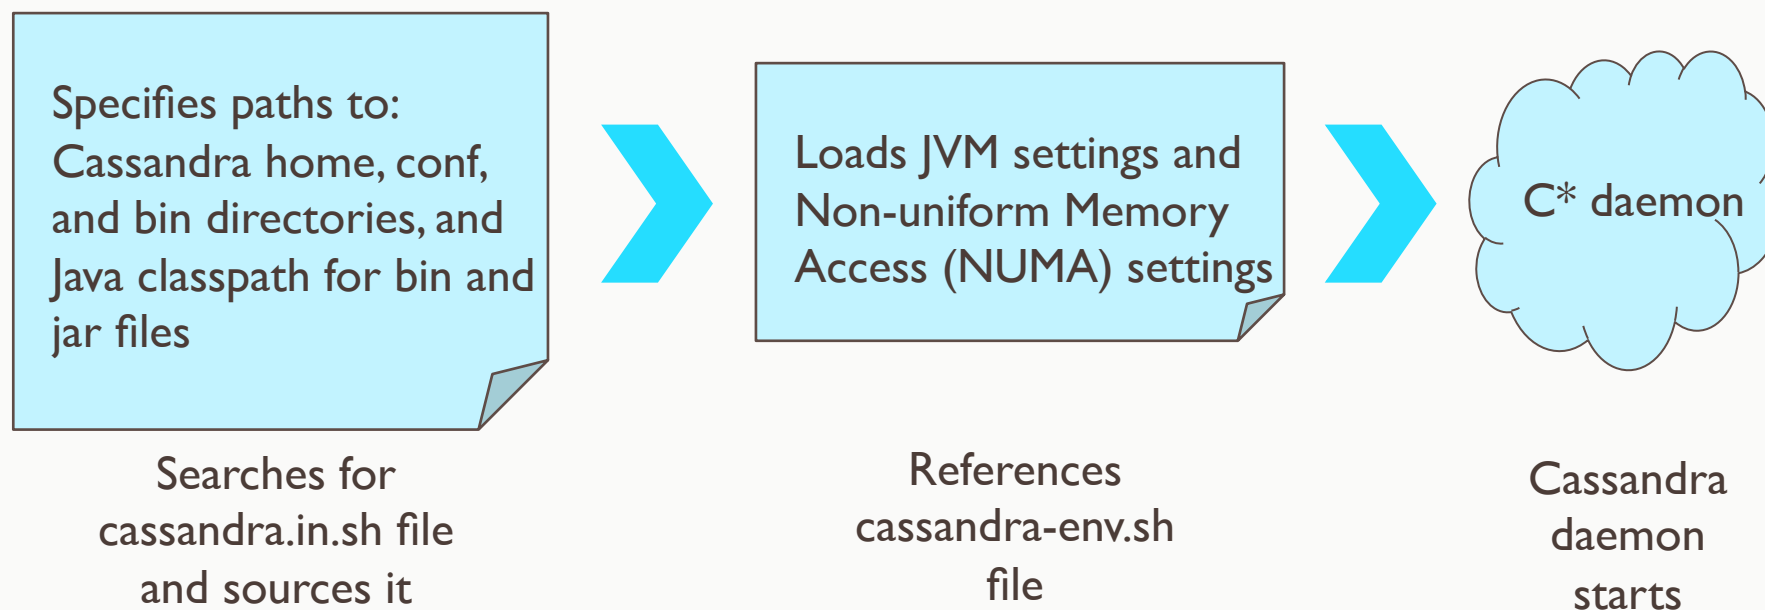 Specifies paths to:
Cassandra home, conf,
and bin directories, and
Java classpath for bin and
jar files
Searches for
cassandra.in.sh file
and sources it
Loads JVM settings and
Non-uniform Memory
Access (NUMA) settings
References
cassandra-env.sh
file
C* daemon
Cassandra
daemon
starts